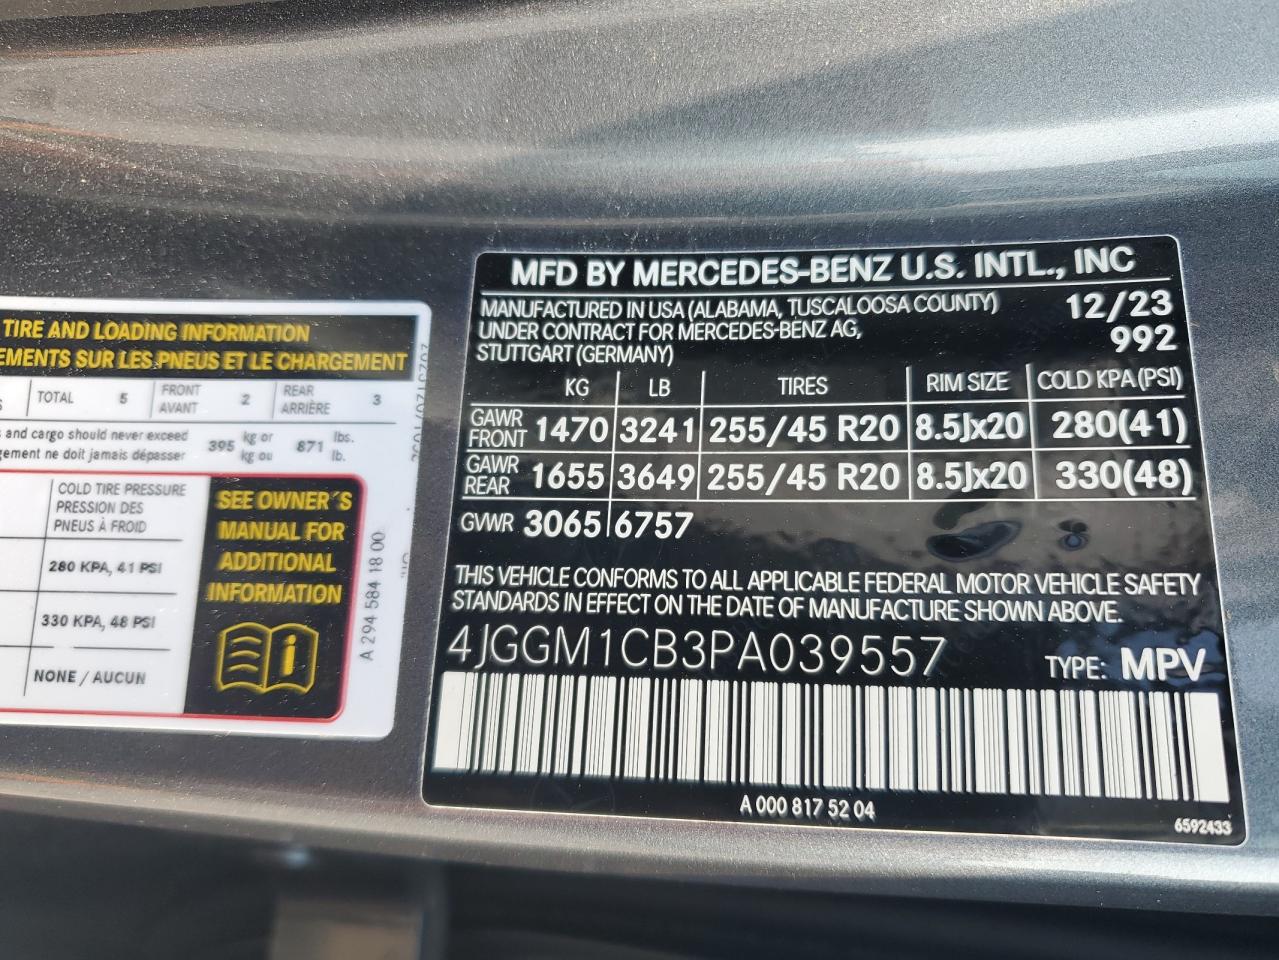 TIRE AND LOADING INFORMATION
EMENTS SUR LES PNEUS ET LE CHARGEMENT
S TOTAL 5 FRONT AVANT 2 REAR ARRIÈRE 3
s and cargo should never exceed 395 kg or 871 lbs.
gement ne doit jamais dépasser kg ou lb.
COLD TIRE PRESSURE
PRESSION DES
PNEUS À FROID
280 KPA, 41 PSI
330 KPA, 48 PSI
NONE / AUCUN
SEE OWNER´S
MANUAL FOR
ADDITIONAL
INFORMATION
A 294 584 18 00
MFD BY MERCEDES-BENZ U.S. INTL., INC
MANUFACTURED IN USA (ALABAMA, TUSCALOOSA COUNTY) 12/23
UNDER CONTRACT FOR MERCEDES-BENZ AG, 992
STUTTGART (GERMANY)
KG LB TIRES RIM SIZE COLD KPA (PSI)
GAWR FRONT 1470 3241 255/45 R20 8.5Jx20 280(41)
GAWR REAR 1655 3649 255/45 R20 8.5Jx20 330(48)
GVWR 3065 6757
THIS VEHICLE CONFORMS TO ALL APPLICABLE FEDERAL MOTOR VEHICLE SAFETY
STANDARDS IN EFFECT ON THE DATE OF MANUFACTURE SHOWN ABOVE.
4JGGM1CB3PA039557 TYPE: MPV
A 000 817 52 04
6592433